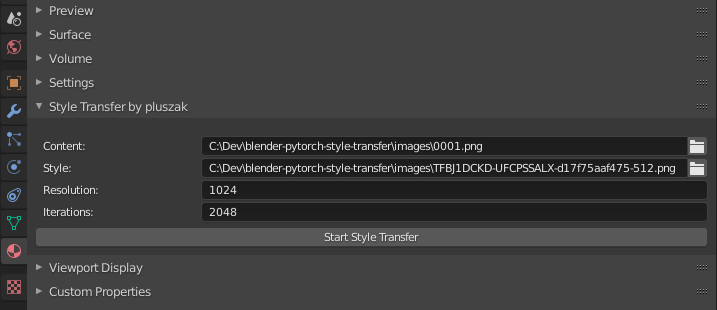 Preview
Surface
Volume
Settings
Style Transfer by pluszak
Content: C:\Dev\blender-pytorch-style-transfer\images\0001.png
Style: C:\Dev\blender-pytorch-style-transfer\images\TFBJ1DCKD-UFCPSSALX-d17f75aaf475-512.png
Resolution: 1024
Iterations: 2048
Start Style Transfer
Viewport Display
Custom Properties